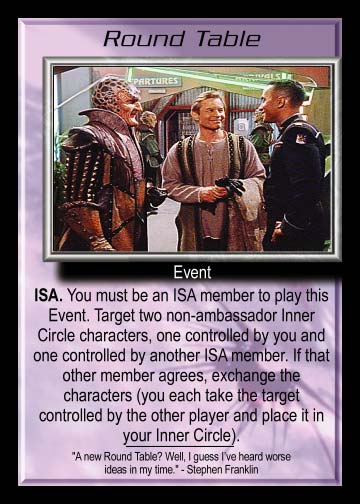 Round Table
PARTURES
ARRIVALS
Event
ISA. You must be an ISA member to play this
Event. Target two non-ambassador Inner
Circle characters, one controlled by you and
one controlled by another ISA member. If that
other member agrees, exchange the
characters (you each take the target
controlled by the other player and place it in
your Inner Circle).
"A new Round Table? Well, I guess I've heard worse
ideas in my time." - Stephen Franklin